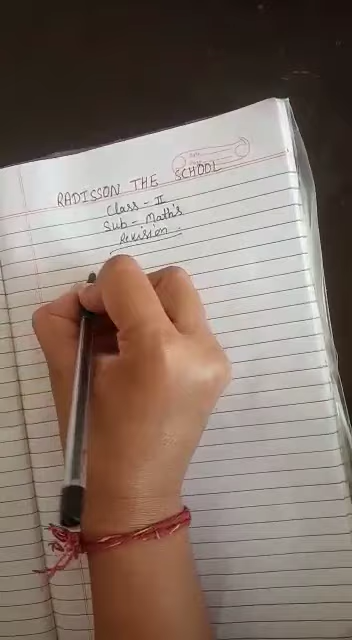 RADISSON THE SCHOOL
Class - II
Sub - Math's
Revision